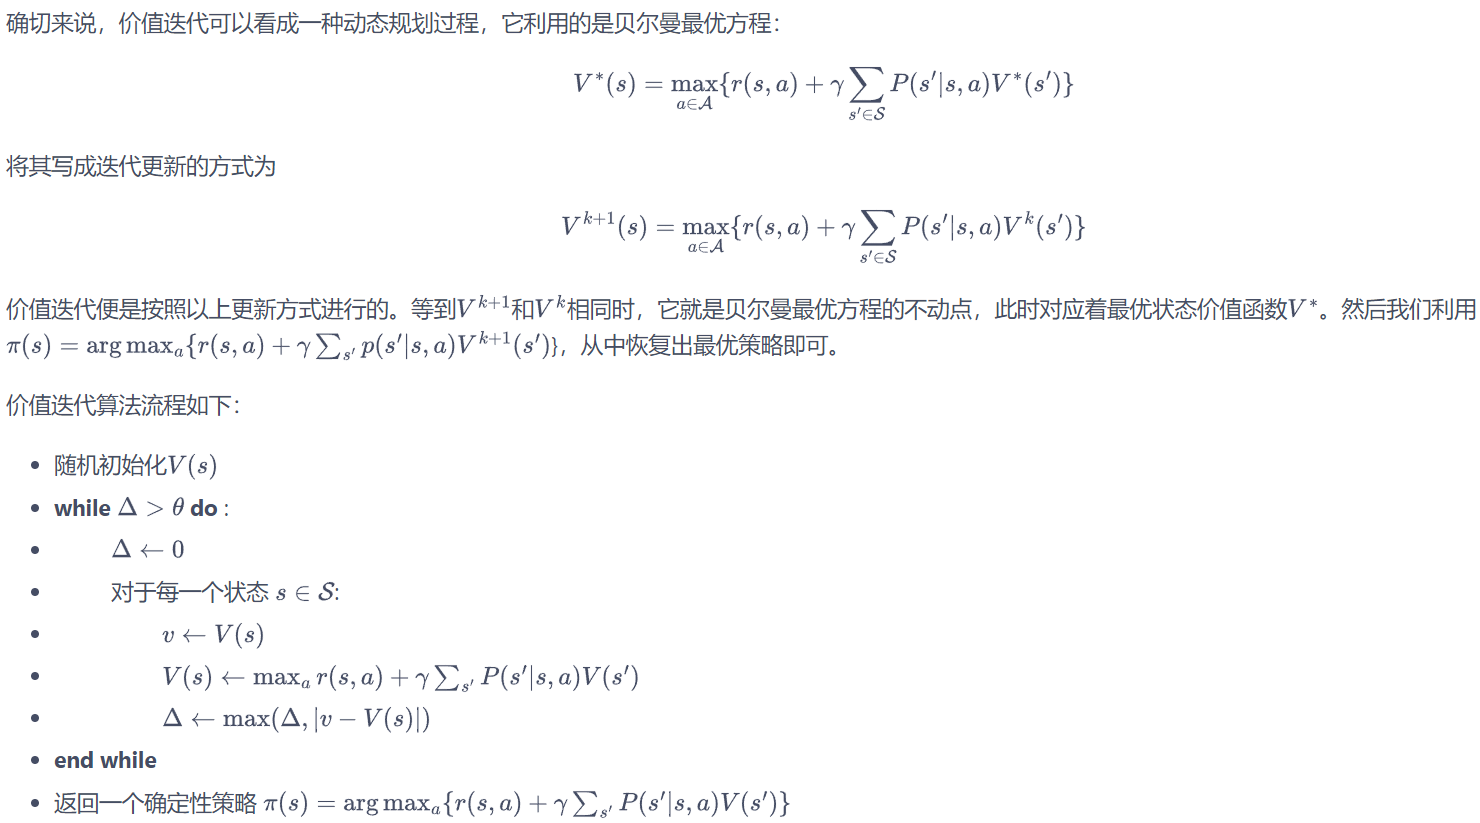 确切来说，价值迭代可以看成一种动态规划过程，它利用的是贝尔曼最优方程：
$V^*(s) = \max_{a \in \mathcal{A}} \{r(s,a) + \gamma \sum_{s' \in \mathcal{S}} P(s'|s,a)V^*(s')\}$
将其写成迭代更新的方式为
$V^{k+1}(s) = \max_{a \in \mathcal{A}} \{r(s,a) + \gamma \sum_{s' \in \mathcal{S}} P(s'|s,a)V^k(s')\}$
价值迭代便是按照以上更新方式进行的。等到$V^{k+1}$和$V^k$相同时，它就是贝尔曼最优方程的不动点，此时对应着最优状态价值函数$V^*$。然后我们利用
$\pi(s) = \arg\max_a \{r(s,a) + \gamma \sum_{s'} p(s'|s,a)V^{k+1}(s')\}$，从中恢复出最优策略即可。
价值迭代算法流程如下：
• 随机初始化$V(s)$
• while $\Delta > \theta$ do :
• $\Delta \leftarrow 0$
• 对于每一个状态 $s \in \mathcal{S}$:
• $v \leftarrow V(s)$
• $V(s) \leftarrow \max_a r(s,a) + \gamma \sum_{s'} P(s'|s,a)V(s')$
• $\Delta \leftarrow \max(\Delta, |v - V(s)|)$
• end while
• 返回一个确定性策略 $\pi(s) = \arg\max_a \{r(s,a) + \gamma \sum_{s'} P(s'|s,a)V(s')\}$